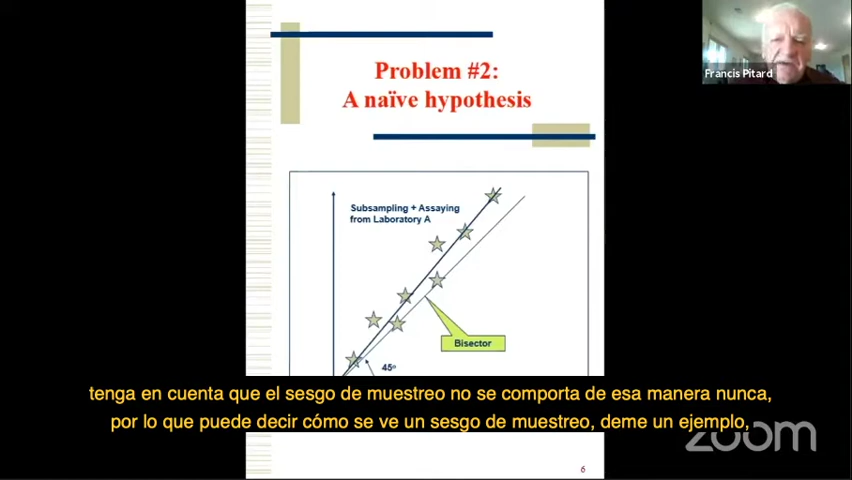 Francis Pitard
Problem #2:
A naïve hypothesis
Subsampling + Assaying
from Laboratory A
Bisector
45º
tenga en cuenta que el sesgo de muestreo no se comporta de esa manera nunca,
por lo que puede decir cómo se ve un sesgo de muestreo, deme un ejemplo,
zoom
6